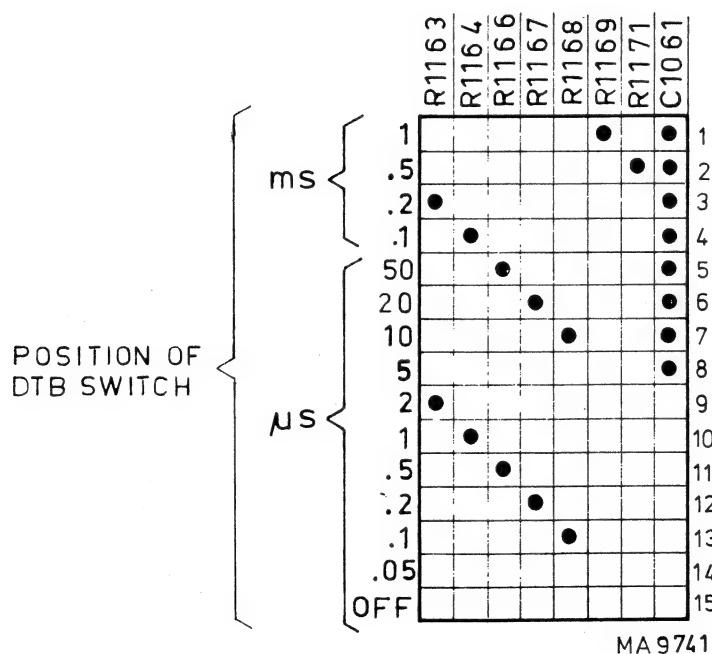 R1163 R1164 R1166 R1167 R1168 R1169 R1171 C1061
POSITION OF
DTB SWITCH
ms
µs
1 1
.5 2
.2 3
.1 4
50 5
20 6
10 7
5 8
2 9
1 10
.5 11
.2 12
.1 13
.05 14
OFF 15
MA9741